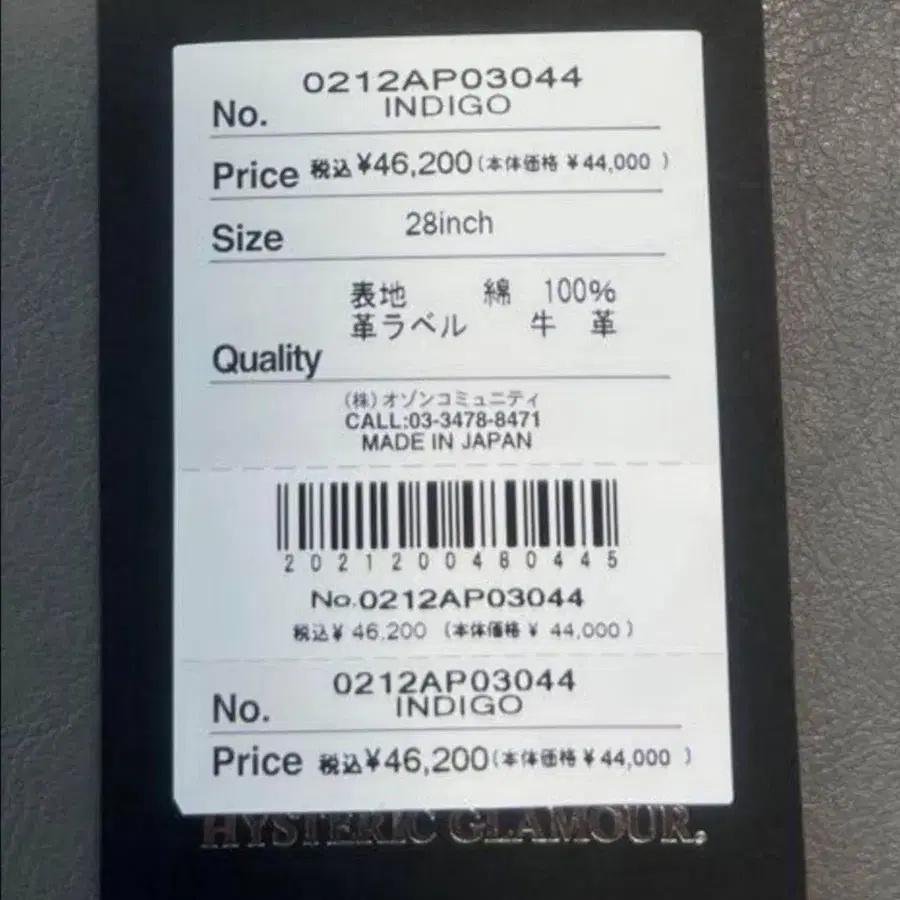 0212AP03044
No. INDIGO
Price 税込¥46,200(本体価格 ¥44,000 )
Size 28inch
表地 綿 100%
革ラベル 牛 革
Quality
(株)オゾンコミュニティ
CALL:03-3478-8471
MADE IN JAPAN
2021200480445
No.0212AP03044
税込¥ 46,200 (本体価格 ¥ 44,000 )
0212AP03044
No. INDIGO
Price 税込¥46,200(本体価格 ¥44,000 )
HYSTERIC GLAMOUR.